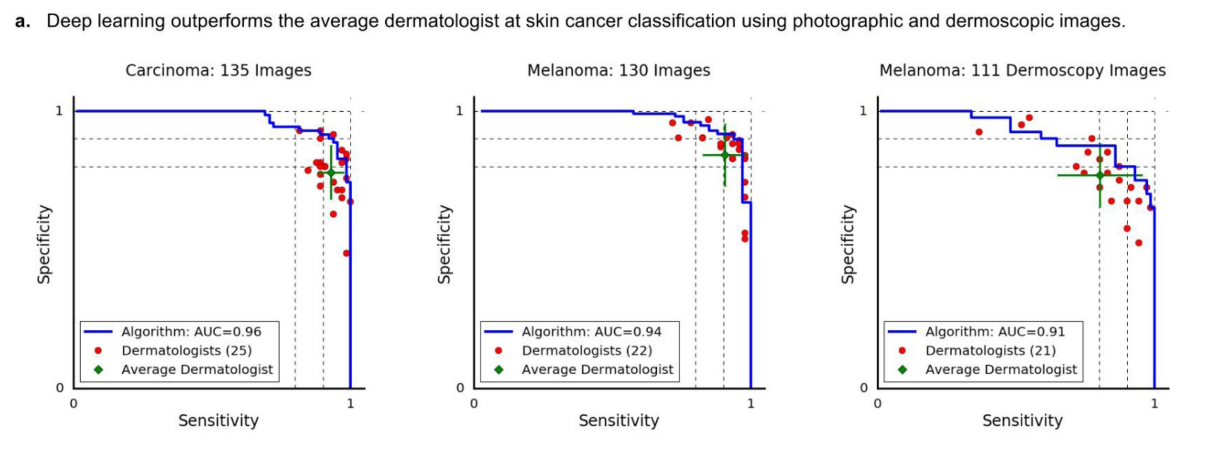 a. Deep learning outperforms the average dermatologist at skin cancer classification using photographic and dermoscopic images.
Carcinoma: 135 Images
1
Specificity
Algorithm: AUC=0.96
Dermatologists (25)
Average Dermatologist
0
0
1
Sensitivity
Melanoma: 130 Images
1
Specificity
Algorithm: AUC=0.94
Dermatologists (22)
Average Dermatologist
0
0
1
Sensitivity
Melanoma: 111 Dermoscopy Images
1
Specificity
Algorithm: AUC=0.91
Dermatologists (21)
Average Dermatologist
0
0
1
Sensitivity